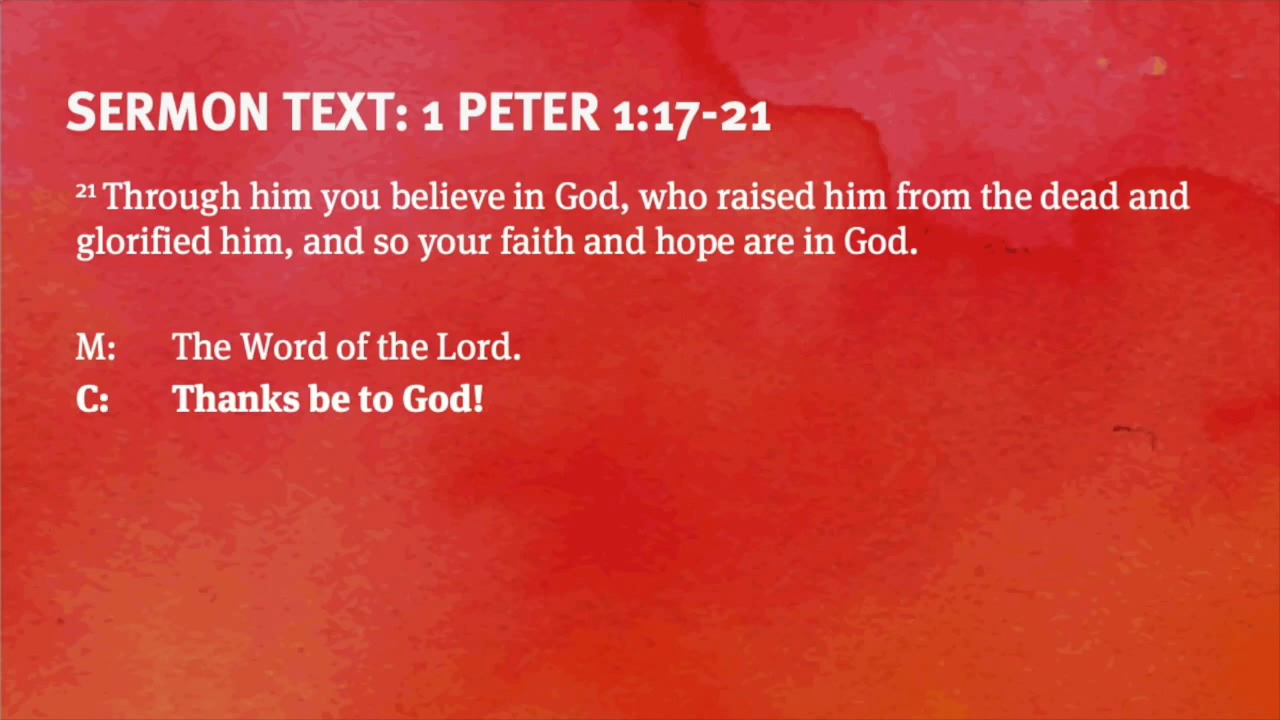 SERMON TEXT: 1 PETER 1:17-21
21 Through him you believe in God, who raised him from the dead and
glorified him, and so your faith and hope are in God.
M: The Word of the Lord.
C: Thanks be to God!